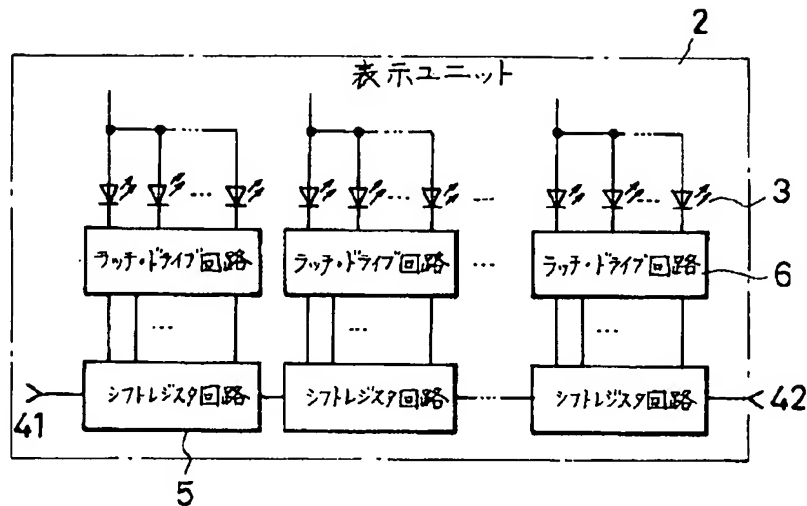 2
表示ユニット
... ... ...
... ... ... ... 3
ラッチ・ドライブ回路 ラッチ・ドライブ回路 ... ラッチ・ドライブ回路 6
... ... ...
41 シフトレジスタ回路 シフトレジスタ回路 ... シフトレジスタ回路 42
5